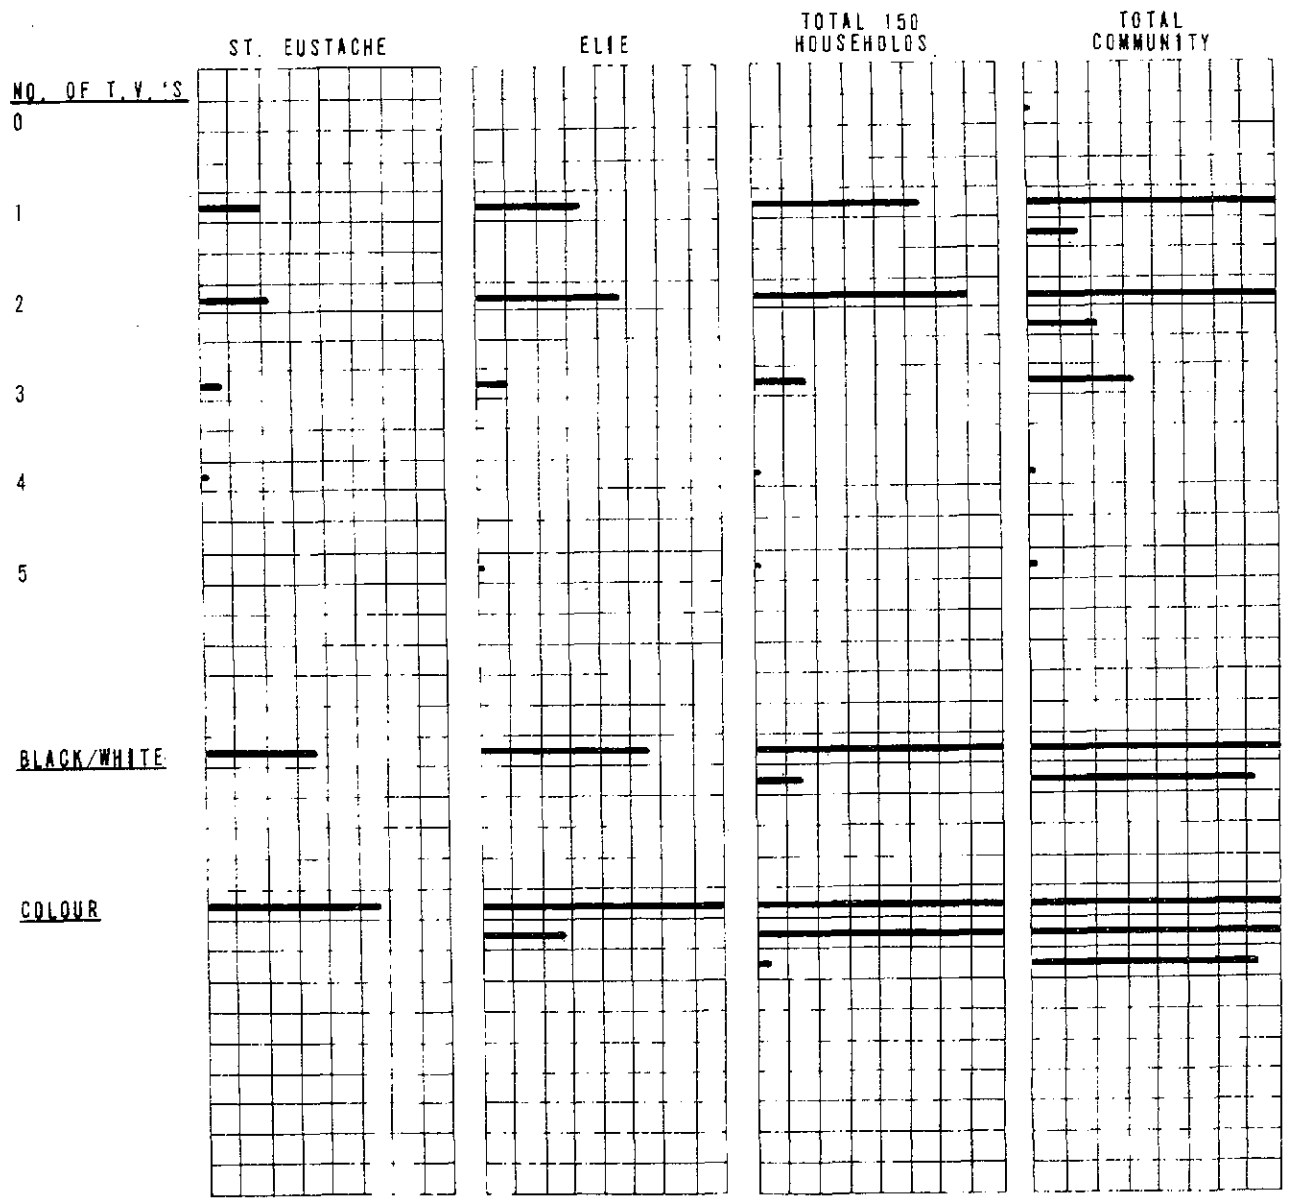 ST. EUSTACHE
ELIE
TOTAL 150
HOUSEHOLDS
TOTAL
COMMUNITY
NO. OF T.V.'S
0
1
2
3
4
5
BLACK/WHITE
COLOUR